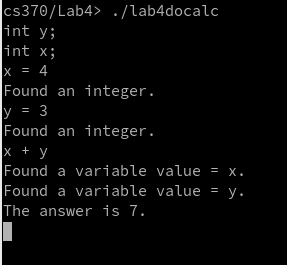 cs370/Lab4> ./lab4docalc
int y;
int x;
x = 4
Found an integer.
y = 3
Found an integer.
x + y
Found a variable value = x.
Found a variable value = y.
The answer is 7.